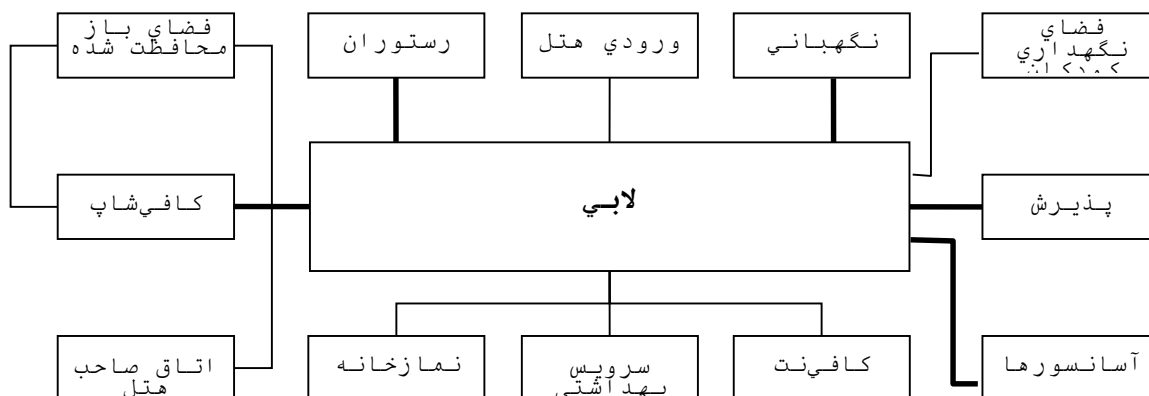 فضاي باز
محافظت شده
رستوران
ورودي هتل
نگهباني
فضاي
نگهداري
كودكان
كافي‌شاپ
لابي
پذيرش
اتاق صاحب
هتل
نمازخانه
سرويس
بهداشتي
كافي‌نت
آسانسورها